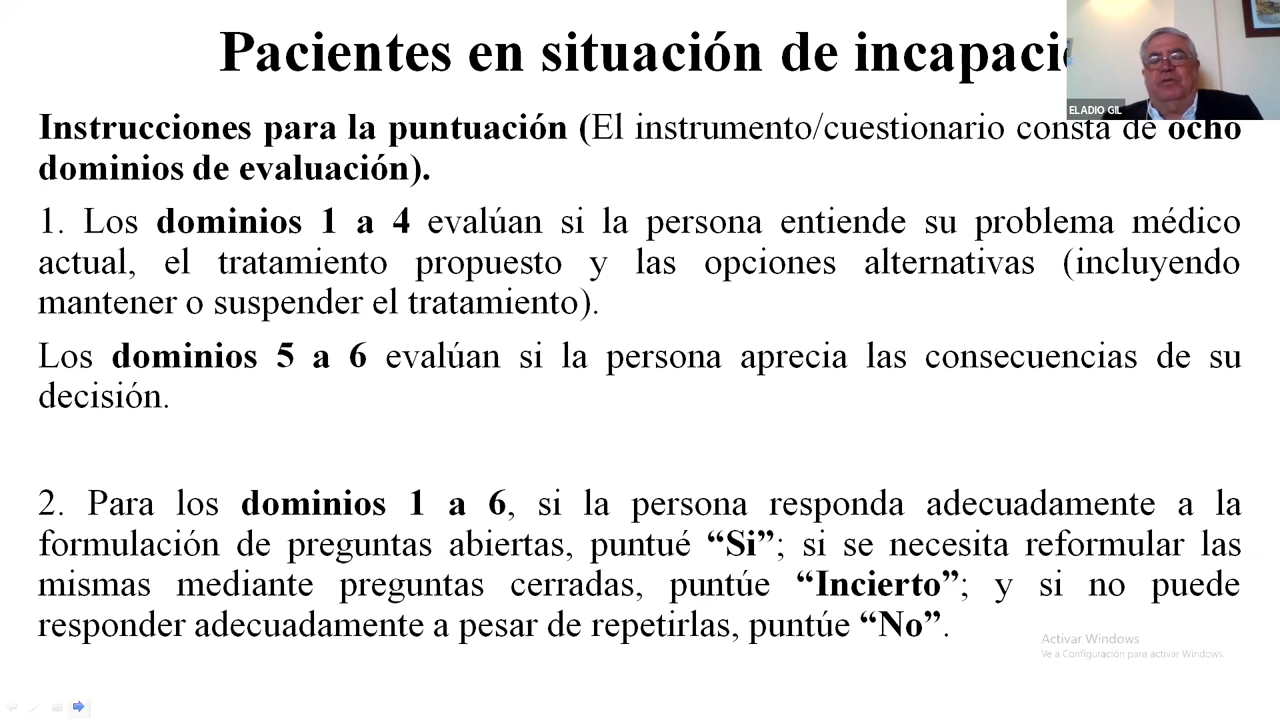 Pacientes en situación de incapaci
ELADIO GIL
Instrucciones para la puntuación (El instrumento/cuestionario consta de ocho
dominios de evaluación).
1. Los dominios 1 a 4 evalúan si la persona entiende su problema médico
actual, el tratamiento propuesto y las opciones alternativas (incluyendo
mantener o suspender el tratamiento).
Los dominios 5 a 6 evalúan si la persona aprecia las consecuencias de su
decisión.
2. Para los dominios 1 a 6, si la persona responda adecuadamente a la
formulación de preguntas abiertas, puntué “Si”; si se necesita reformular las
mismas mediante preguntas cerradas, puntúe “Incierto”; y si no puede
responder adecuadamente a pesar de repetirlas, puntúe “No”.
Activar Windows
Ve a Configuración para activar Windows.